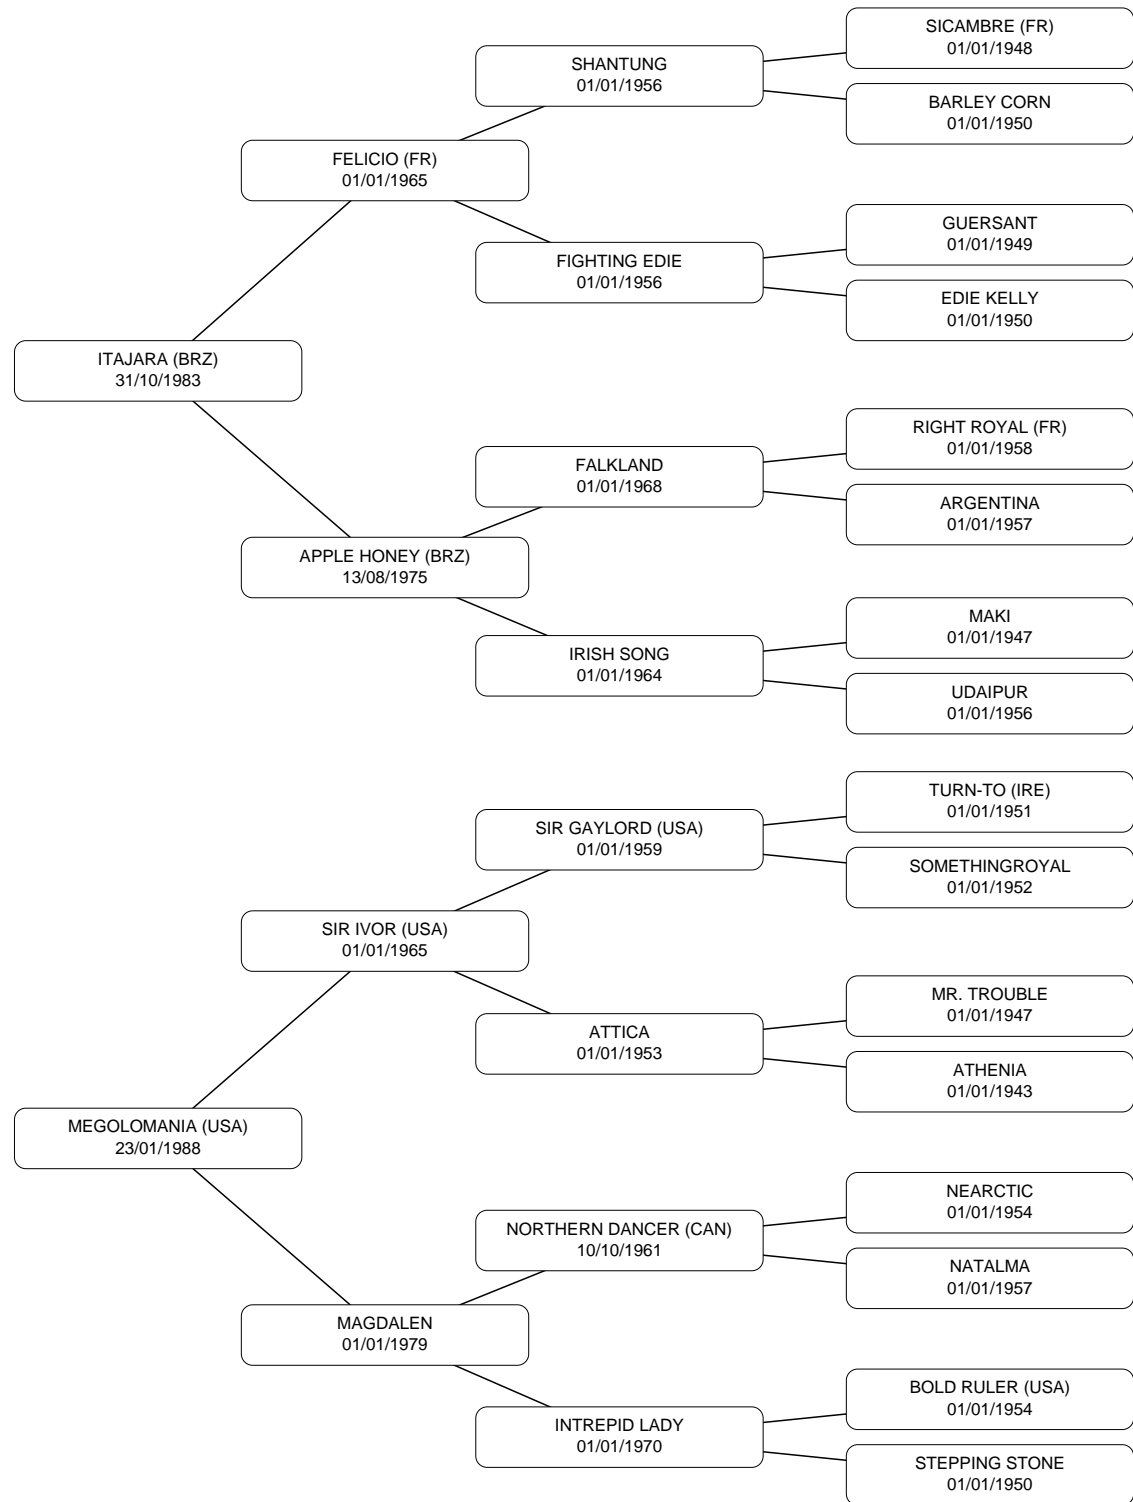 SICAMBRE (FR)
01/01/1948
SHANTUNG
01/01/1956
BARLEY CORN
01/01/1950
FELICIO (FR)
01/01/1965
GUERSANT
01/01/1949
FIGHTING EDIE
01/01/1956
EDIE KELLY
01/01/1950
ITAJARA (BRZ)
31/10/1983
RIGHT ROYAL (FR)
01/01/1958
FALKLAND
01/01/1968
ARGENTINA
01/01/1957
APPLE HONEY (BRZ)
13/08/1975
MAKI
01/01/1947
IRISH SONG
01/01/1964
UDAIPUR
01/01/1956
TURN-TO (IRE)
01/01/1951
SIR GAYLORD (USA)
01/01/1959
SOMETHINGROYAL
01/01/1952
SIR IVOR (USA)
01/01/1965
MR. TROUBLE
01/01/1947
ATTICA
01/01/1953
ATHENIA
01/01/1943
MEGOLOMANIA (USA)
23/01/1988
NEARCTIC
01/01/1954
NORTHERN DANCER (CAN)
10/10/1961
NATALMA
01/01/1957
MAGDALEN
01/01/1979
BOLD RULER (USA)
01/01/1954
INTREPID LADY
01/01/1970
STEPPING STONE
01/01/1950